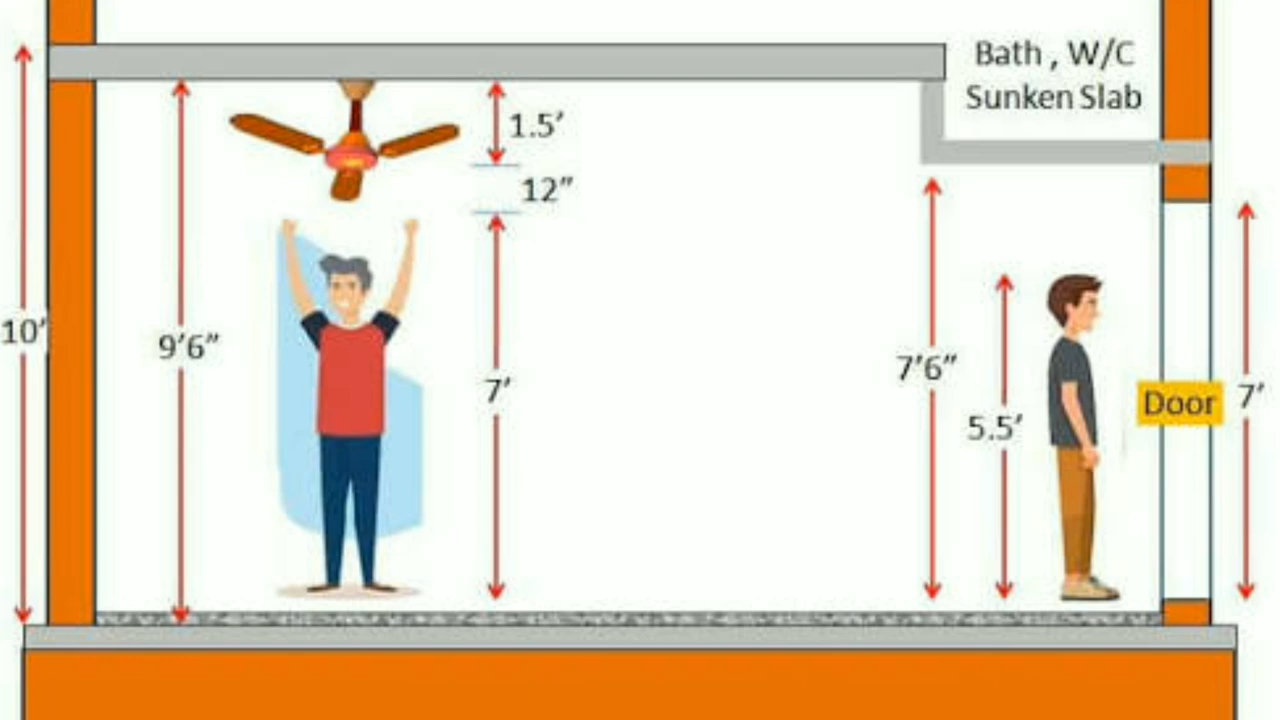 Bath , W/C
Sunken Slab
1.5’
12”
10’
9’6”
7’
7’6”
5.5’
Door
7’